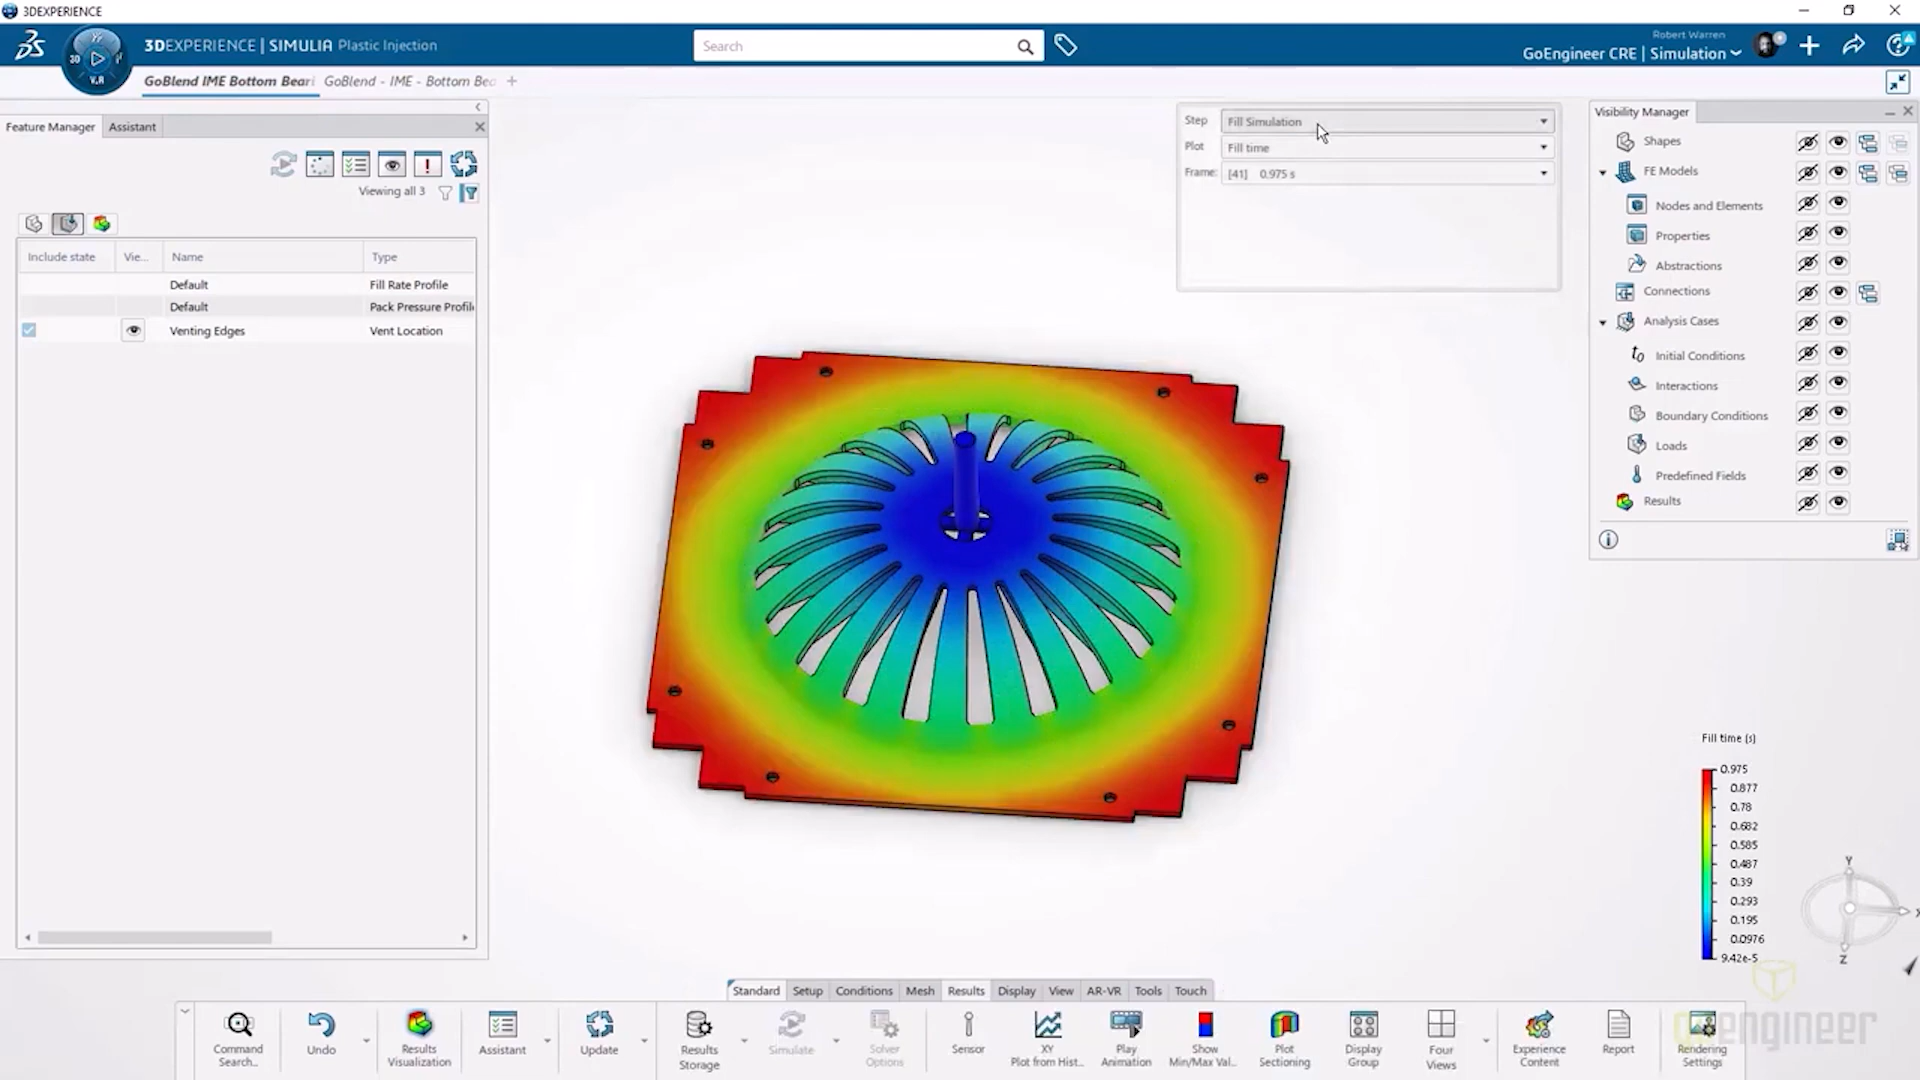 3DEXPERIENCE
3DEXPERIENCE | SIMULIA Plastic Injection
Search
Robert Warren
GoEngineer CRE | Simulation
3D
V.R
GoBlend IME Bottom Beari
GoBlend - IME - Bottom Bea
Feature Manager
Assistant
Viewing all 3
Include state
Vie...
Name
Type
Default
Fill Rate Profile
Default
Pack Pressure Profile
Venting Edges
Vent Location
Step
Fill Simulation
Plot
Fill time
Frame:
[41] 0.975 s
Visibility Manager
Shapes
FE Models
Nodes and Elements
Properties
Abstractions
Connections
Analysis Cases
Initial Conditions
Interactions
Boundary Conditions
Loads
Predefined Fields
Results
Fill time (s)
0.975
0.877
0.78
0.682
0.585
0.487
0.39
0.293
0.195
0.0976
9.42e-5
Y
X
Z
Standard
Setup
Conditions
Mesh
Results
Display
View
AR-VR
Tools
Touch
Command
Search...
Undo
Results
Visualization
Assistant
Update
Results
Storage
Simulate
Solver
Options
Sensor
XY
Plot from Hist...
Play
Animation
Show
Min/Max Val...
Plot
Sectioning
Display
Group
Four
Views
Experience
Content
Report
Rendering
Settings
goengineer